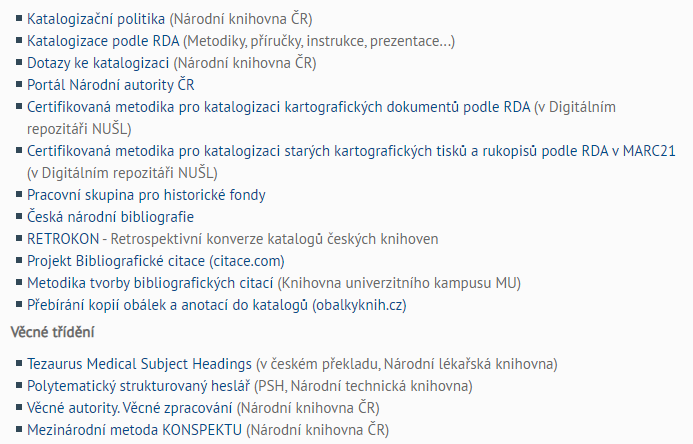 Katalogizační politika (Národní knihovna ČR)
Katalogizace podle RDA (Metodiky, příručky, instrukce, prezentace...)
Dotazy ke katalogizaci (Národní knihovna ČR)
Portál Národní autority ČR
Certifikovaná metodika pro katalogizaci kartografických dokumentů podle RDA (v Digitálním
repozitáři NUŠL)
Certifikovaná metodika pro katalogizaci starých kartografických tisků a rukopisů podle RDA v MARC21
(v Digitálním repozitáři NUŠL)
Pracovní skupina pro historické fondy
Česká národní bibliografie
RETROKON - Retrospektivní konverze katalogů českých knihoven
Projekt Bibliografické citace (citace.com)
Metodika tvorby bibliografických citací (Knihovna univerzitního kampusu MU)
Přebírání kopií obálek a anotací do katalogů (obalkyknih.cz)
Věcné třídění
Tezaurus Medical Subject Headings (v českém překladu, Národní lékařská knihovna)
Polytematický strukturovaný heslář (PSH, Národní technická knihovna)
Věcné autority. Věcné zpracování (Národní knihovna ČR)
Mezinárodní metoda KONSPEKTU (Národní knihovna ČR)